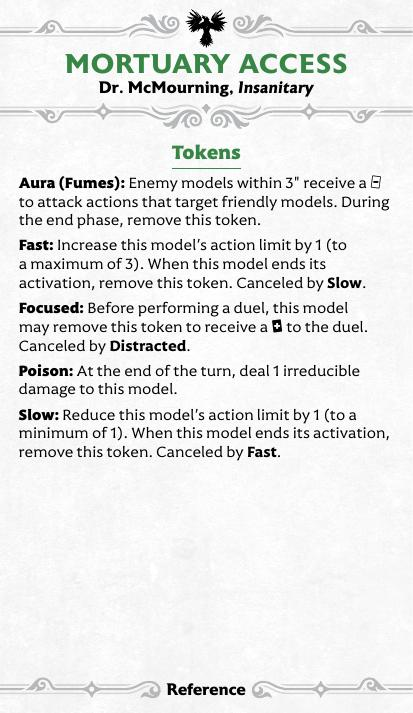 MORTUARY ACCESS
Dr. McMourning, Insanitary
Tokens
Aura (Fumes): Enemy models within 3" receive a
to attack actions that target friendly models. During
the end phase, remove this token.
Fast: Increase this model's action limit by 1 (to
a maximum of 3). When this model ends its
activation, remove this token. Canceled by Slow.
Focused: Before performing a duel, this model
may remove this token to receive a to the duel.
Canceled by Distracted.
Poison: At the end of the turn, deal 1 irreducible
damage to this model.
Slow: Reduce this model's action limit by 1 (to a
minimum of 1). When this model ends its activation,
remove this token. Canceled by Fast.
Reference